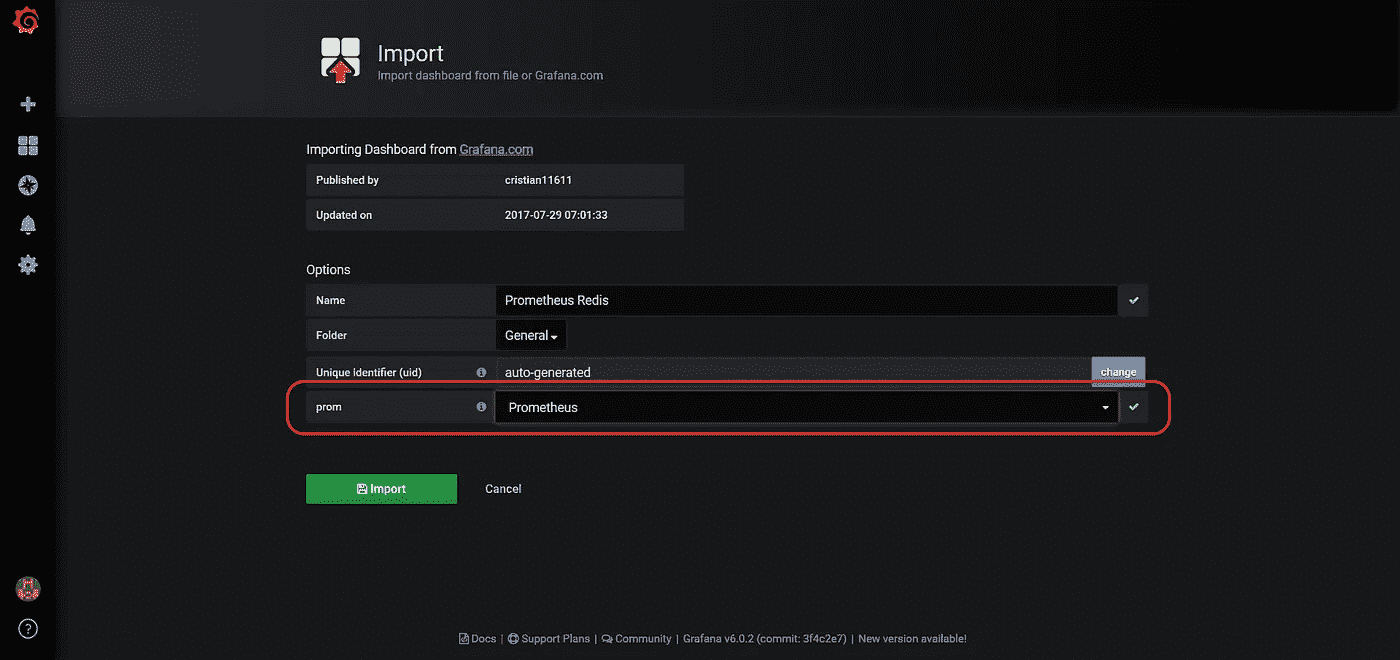 Import
Import dashboard from file or Grafana.com
Importing Dashboard from Grafana.com
Published by cristian11611
Updated on 2017-07-29 07:01:33
Options
Name Prometheus Redis
Folder General
Unique identifier (uid) auto-generated change
prom Prometheus
Import Cancel
Docs | Support Plans | Community | Grafana v6.0.2 (commit: 3f4c2e7) | New version available!